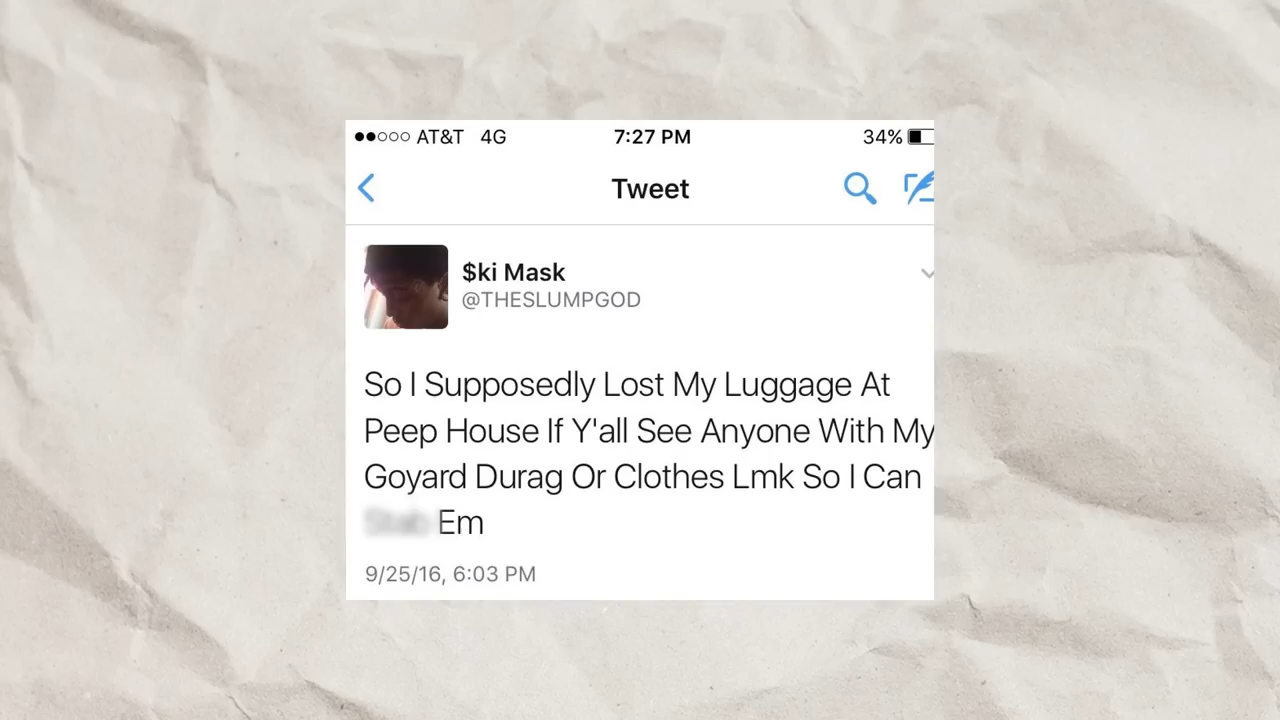 AT&T 4G 7:27 PM 34%
Tweet
$ki Mask
@THESLUMPGOD
So I Supposedly Lost My Luggage At
Peep House If Y'all See Anyone With My
Goyard Durag Or Clothes Lmk So I Can
Em
9/25/16, 6:03 PM